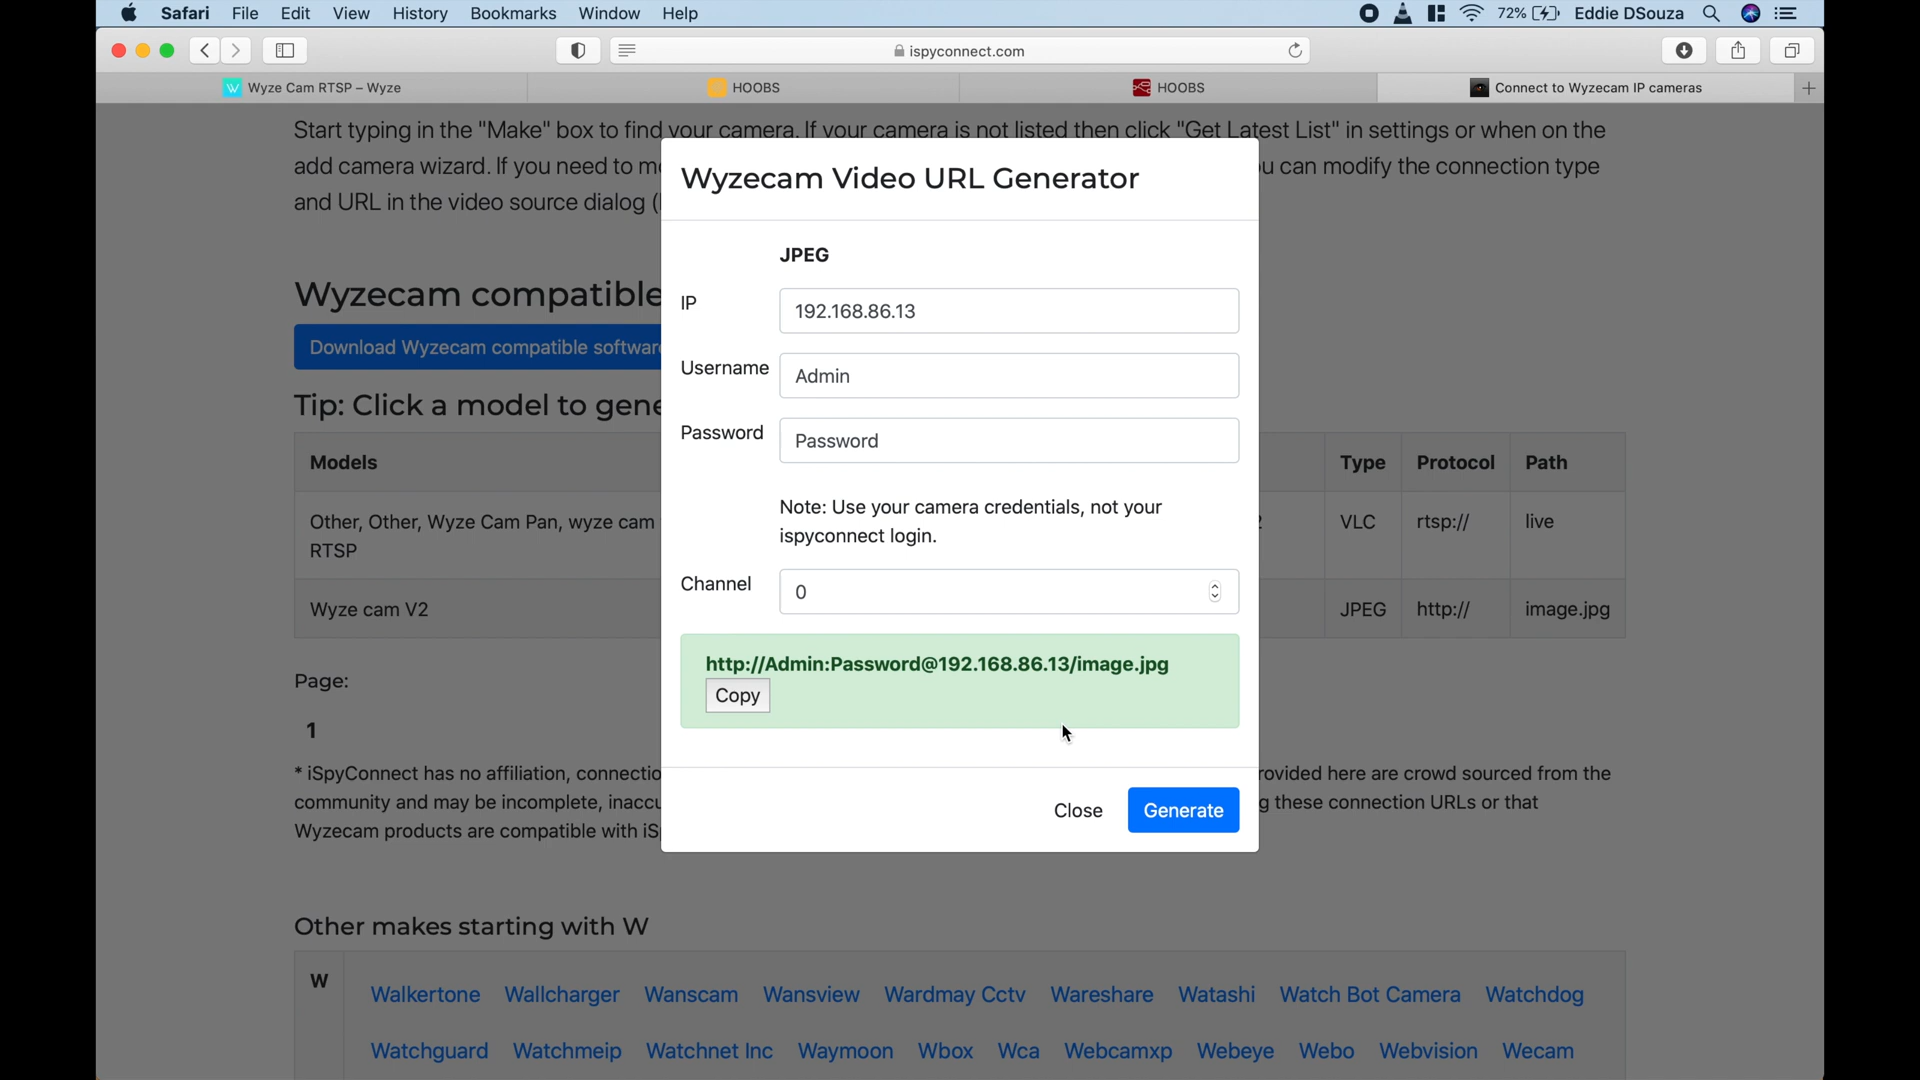 Safari File Edit View History Bookmarks Window Help 72% Eddie DSouza
ispyconnect.com
Wyze Cam RTSP – Wyze HOOBS HOOBS Connect to Wyzecam IP cameras
Start typing in the "Make" box to find your camera. If your camera is not listed then click "Get Latest List" in settings or when on the
add camera wizard. If you need to mo u can modify the connection type
and URL in the video source dialog (
Wyzecam Video URL Generator
JPEG
IP 192.168.86.13
Username Admin
Password Password
Note: Use your camera credentials, not your
ispyconnect login.
Channel 0
http://Admin:Password@192.168.86.13/image.jpg
Copy
Close Generate
Wyzecam compatible
Download Wyzecam compatible software
Tip: Click a model to gene
Models Type Protocol Path
Other, Other, Wyze Cam Pan, wyze cam VLC rtsp:// live
RTSP
Wyze cam V2 JPEG http:// image.jpg
Page:
1
* iSpyConnect has no affiliation, connectio rovided here are crowd sourced from the
community and may be incomplete, inaccu g these connection URLs or that
Wyzecam products are compatible with iS
Other makes starting with W
W Walkertone Wallcharger Wanscam Wansview Wardmay Cctv Wareshare Watashi Watch Bot Camera Watchdog
Watchguard Watchmeip Watchnet Inc Waymoon Wbox Wca Webcamxp Webeye Webo Webvision Wecam